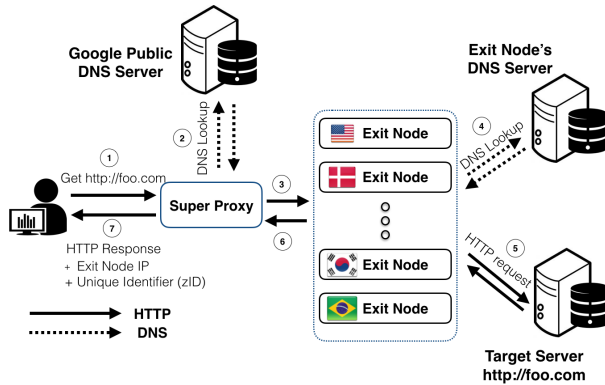 Google Public
DNS Server
Exit Node's
DNS Server
2
DNS Lookup
Exit Node
4
DNS Lookup
1
Get http://foo.com
Super Proxy
3
Exit Node
7
6
HTTP Response
+ Exit Node IP
+ Unique Identifier (zID)
Exit Node
HTTP request
5
Exit Node
HTTP
DNS
Target Server
http://foo.com